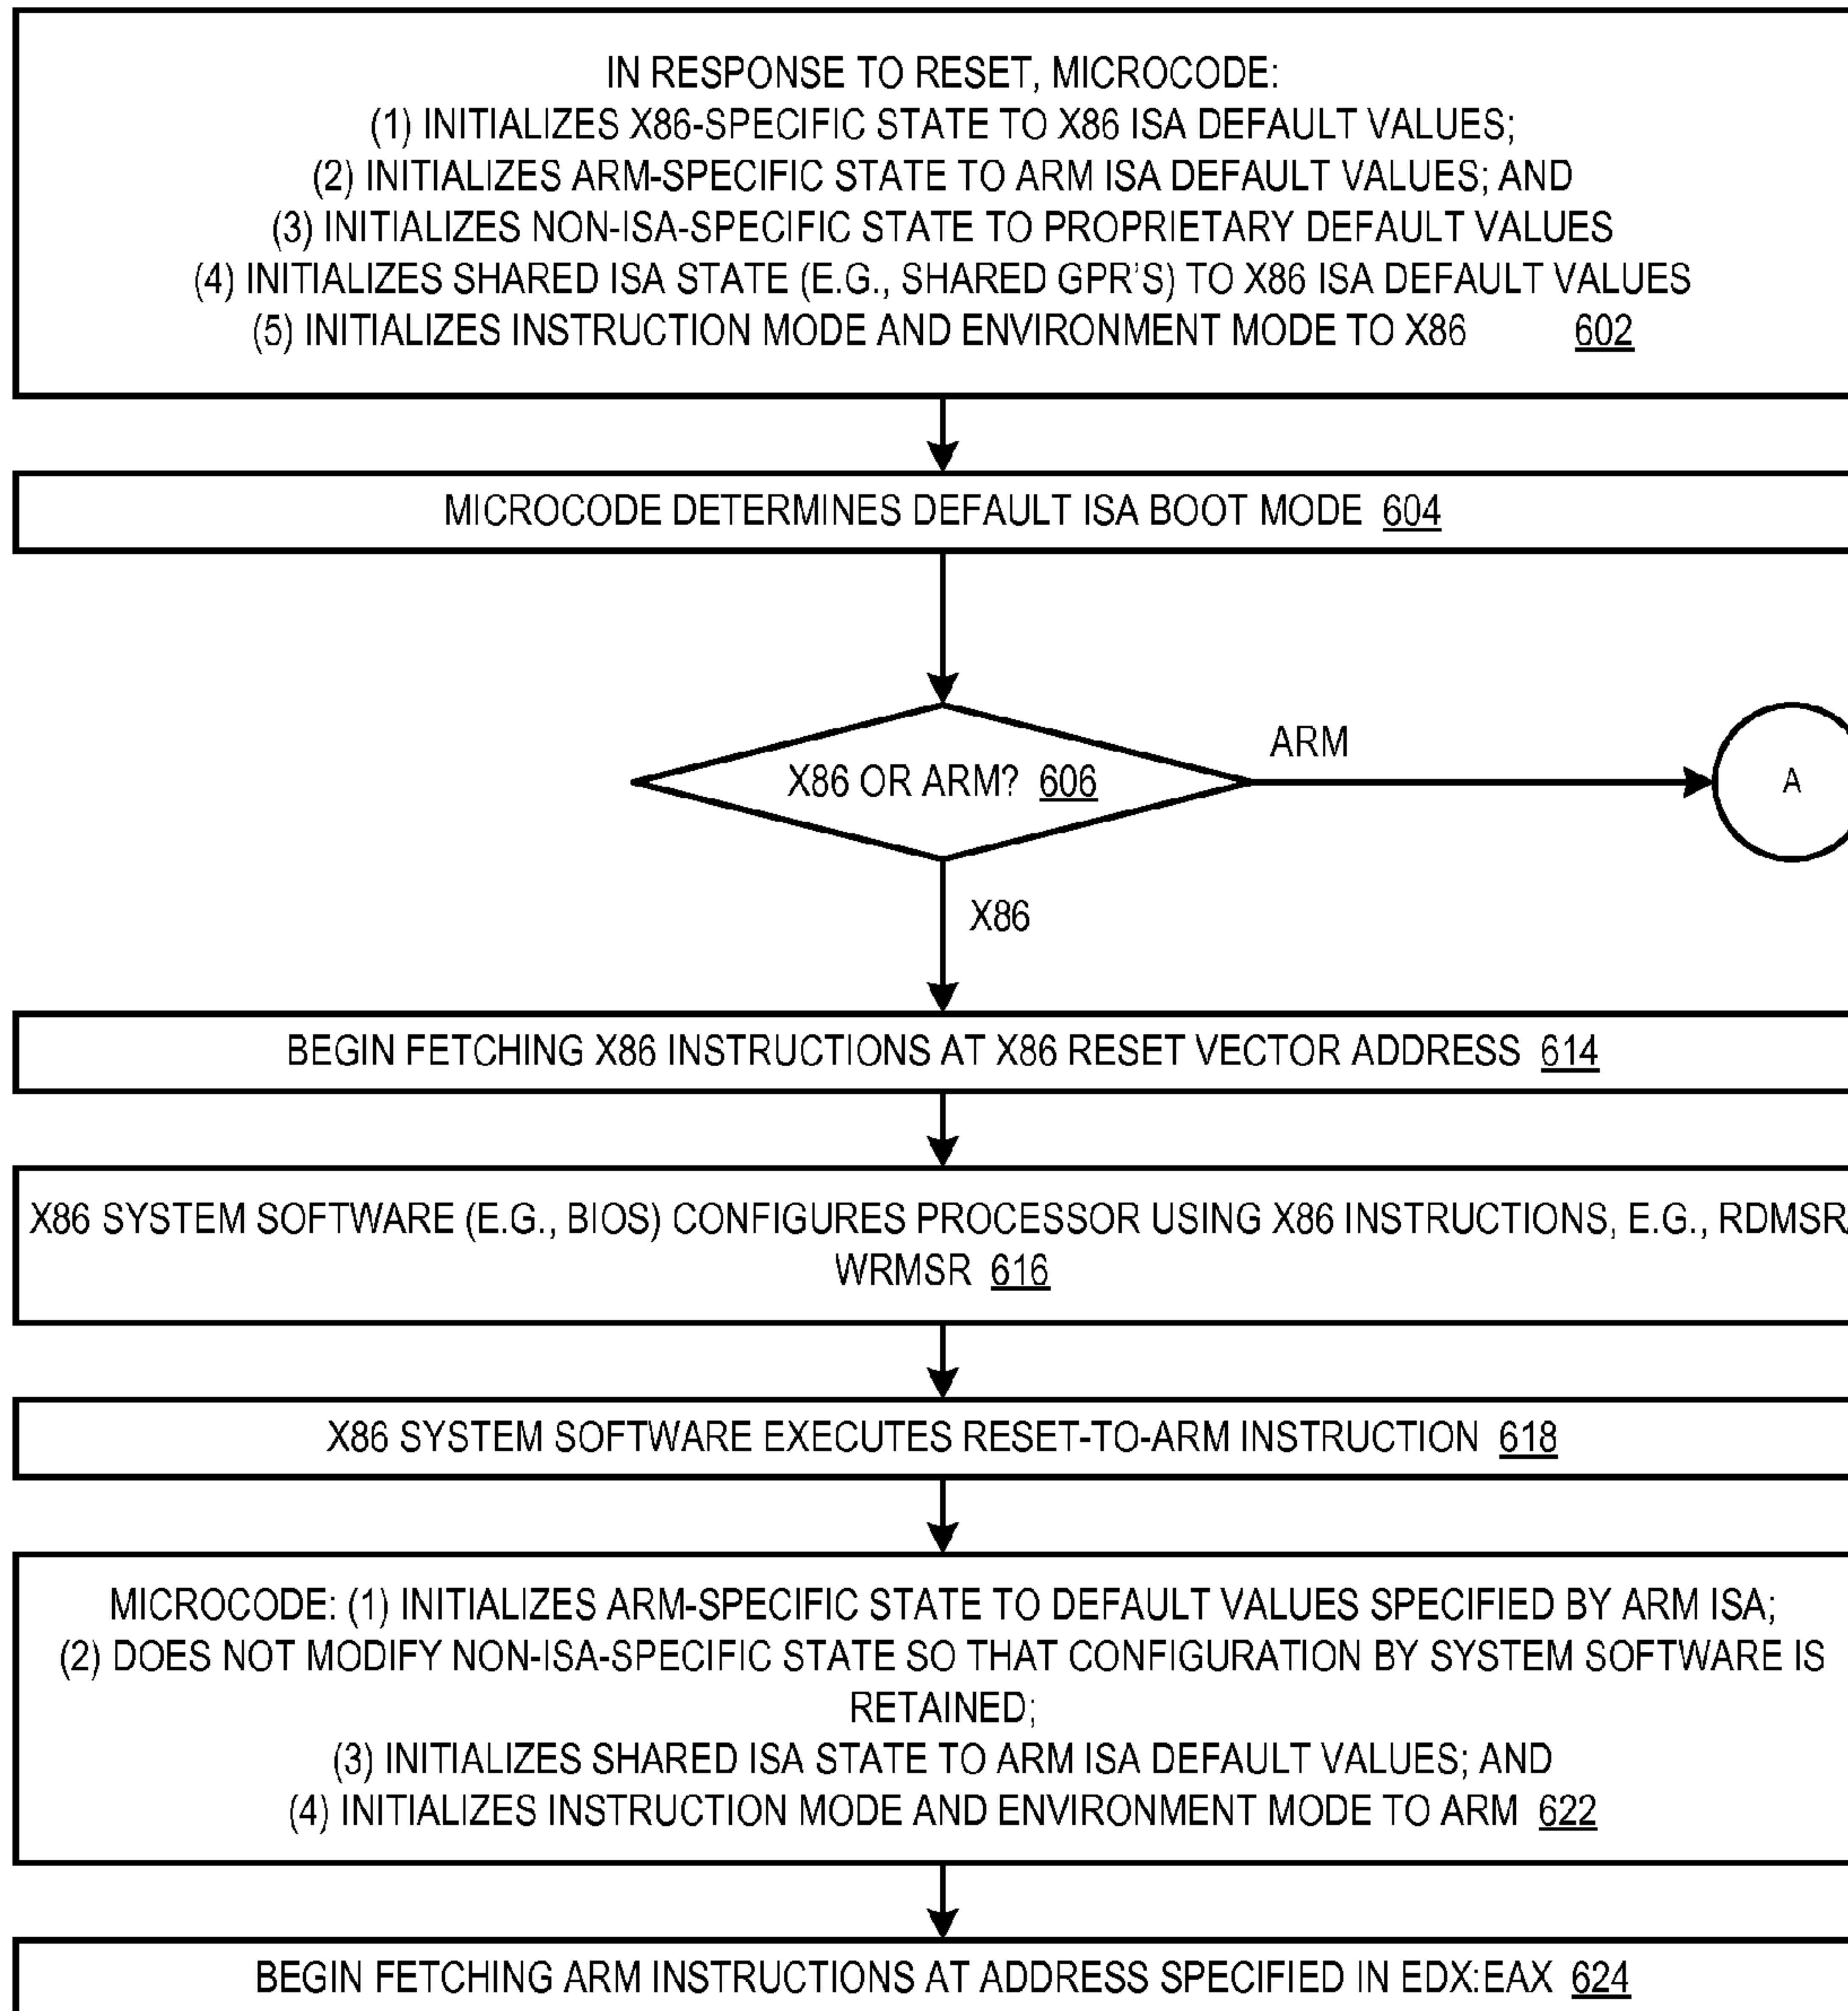 IN RESPONSE TO RESET, MICROCODE:
(1) INITIALIZES X86-SPECIFIC STATE TO X86 ISA DEFAULT VALUES;
(2) INITIALIZES ARM-SPECIFIC STATE TO ARM ISA DEFAULT VALUES; AND
(3) INITIALIZES NON-ISA-SPECIFIC STATE TO PROPRIETARY DEFAULT VALUES
(4) INITIALIZES SHARED ISA STATE (E.G., SHARED GPR'S) TO X86 ISA DEFAULT VALUES
(5) INITIALIZES INSTRUCTION MODE AND ENVIRONMENT MODE TO X86 602
MICROCODE DETERMINES DEFAULT ISA BOOT MODE 604
ARM
X86 OR ARM? 606
A
X86
BEGIN FETCHING X86 INSTRUCTIONS AT X86 RESET VECTOR ADDRESS 614
X86 SYSTEM SOFTWARE (E.G., BIOS) CONFIGURES PROCESSOR USING X86 INSTRUCTIONS, E.G., RDMSR/
WRMSR 616
X86 SYSTEM SOFTWARE EXECUTES RESET-TO-ARM INSTRUCTION 618
MICROCODE: (1) INITIALIZES ARM-SPECIFIC STATE TO DEFAULT VALUES SPECIFIED BY ARM ISA;
(2) DOES NOT MODIFY NON-ISA-SPECIFIC STATE SO THAT CONFIGURATION BY SYSTEM SOFTWARE IS
RETAINED;
(3) INITIALIZES SHARED ISA STATE TO ARM ISA DEFAULT VALUES; AND
(4) INITIALIZES INSTRUCTION MODE AND ENVIRONMENT MODE TO ARM 622
BEGIN FETCHING ARM INSTRUCTIONS AT ADDRESS SPECIFIED IN EDX:EAX 624